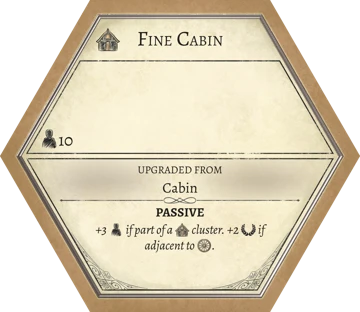 Fine Cabin
10
UPGRADED FROM
Cabin
PASSIVE
+3 if part of a cluster. +2 if
adjacent to .